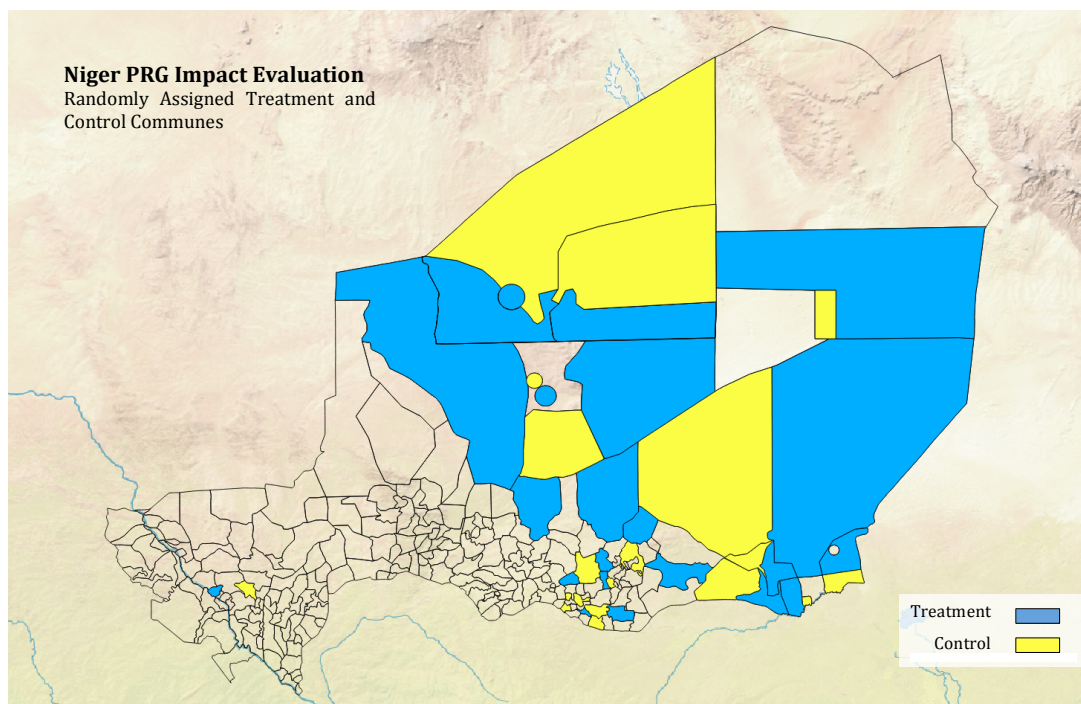 Niger PRG Impact Evaluation
Randomly Assigned Treatment and
Control Communes
Treatment
Control